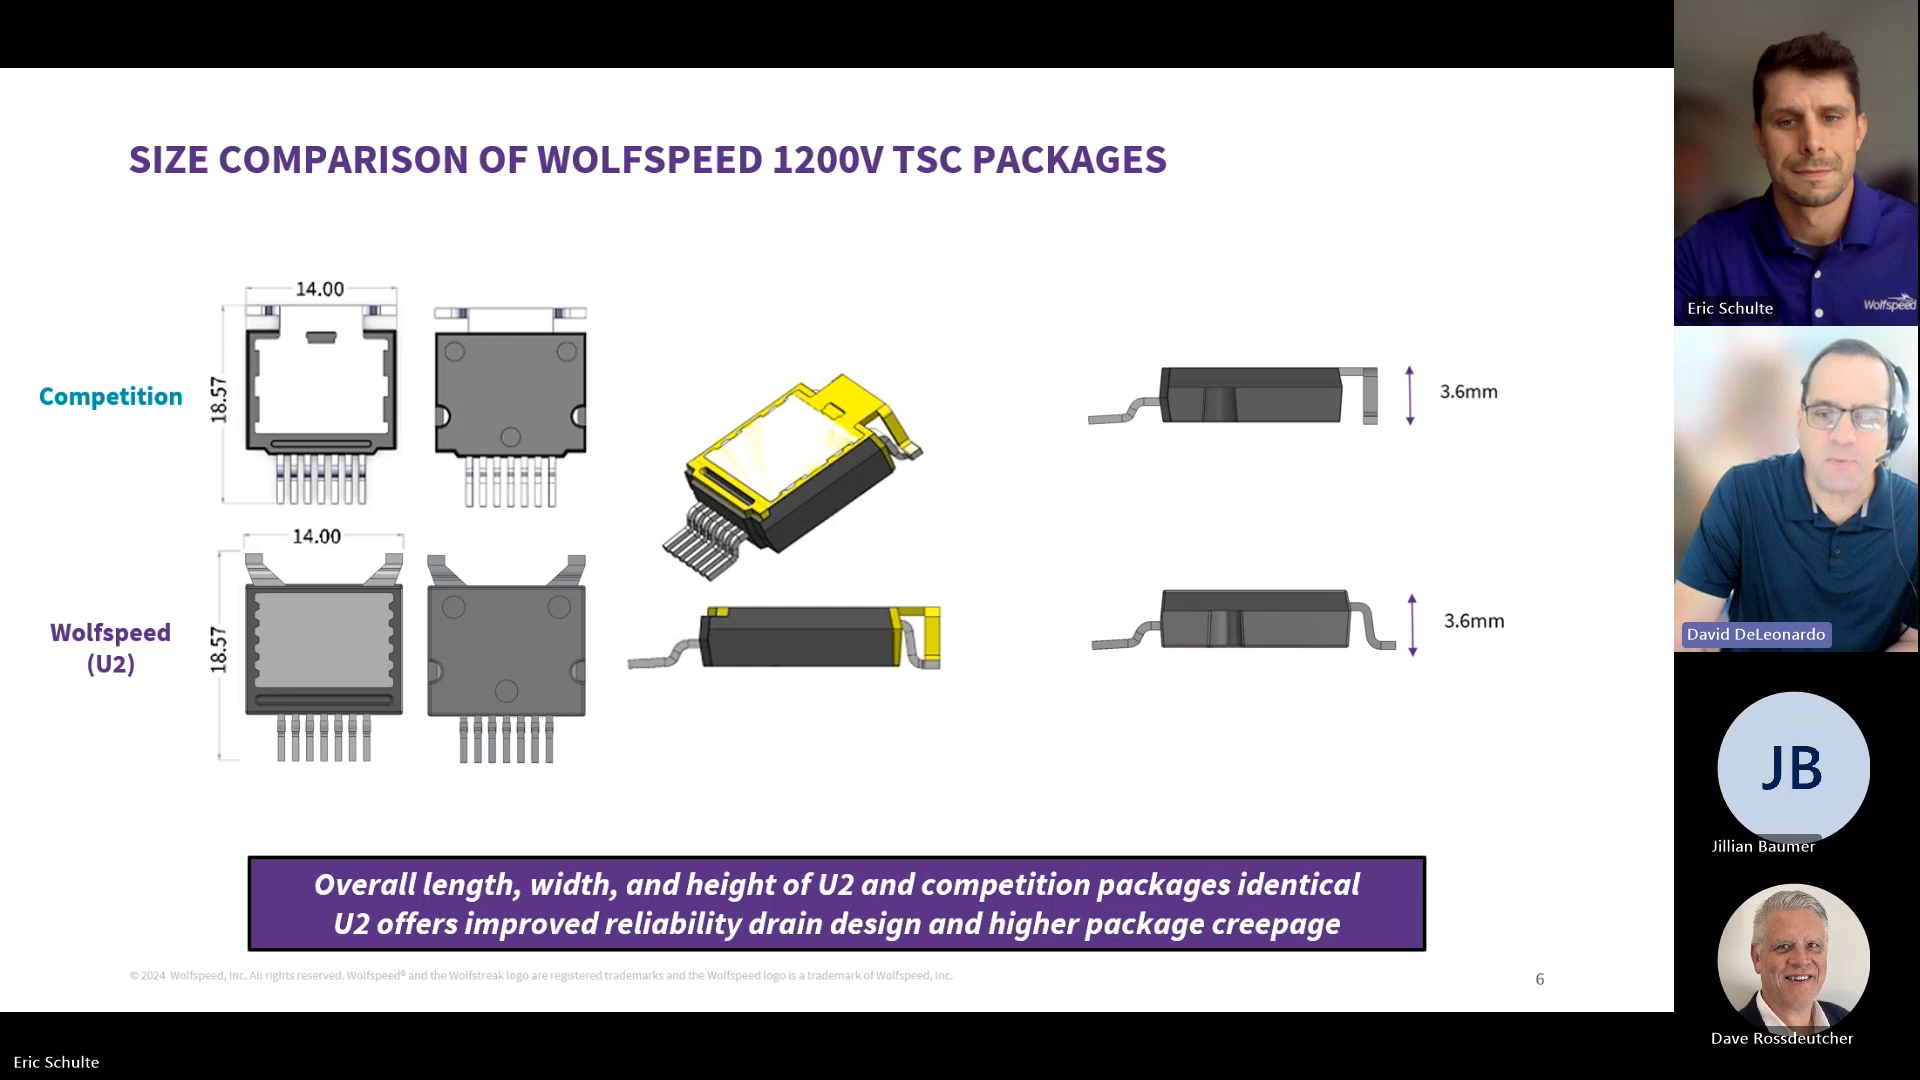 SIZE COMPARISON OF WOLFSPEED 1200V TSC PACKAGES
14.00
Competition
18.57
3.6mm
14.00
Wolfspeed
(U2)
18.57
3.6mm
Overall length, width, and height of U2 and competition packages identical
U2 offers improved reliability drain design and higher package creepage
© 2024 Wolfspeed, Inc. All rights reserved. Wolfspeed® and the Wolfstreak logo are registered trademarks and the Wolfspeed logo is a trademark of Wolfspeed, Inc.
6
Eric Schulte
Wolfspeed
Eric Schulte
David DeLeonardo
JB
Jillian Baumer
Dave Rossdeutcher